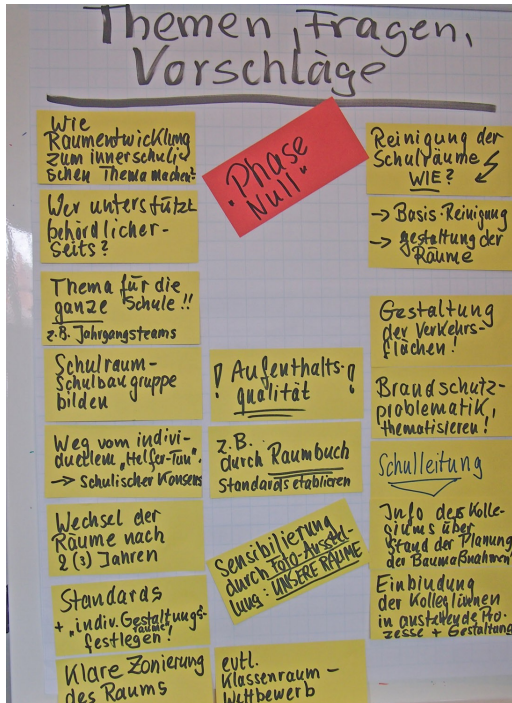 Themen, Fragen,
Vorschläge
Wie
Raumentwicklung
zum innerschuli
schen Thema machen?
Wer unterstützt
behördlicher-
seits?
Thema für die
ganze Schule!!
z.B. Jahrgangsteams
Schulraum-
Schulbaugruppe
bilden
Weg vom indivi-
duellem „Helfer-Tun".
→ Schulischer Konsens
Wechsel der
Räume nach
2 (3) Jahren
Standards
+ „indiv. Gestaltungs-
räume"
festlegen!
Klare Zonierung
des Raums
"Phase
Null"
! Aufenthalts- !
qualität
z.B.
durch Raumbuch
Standards etablieren
Sensibilisierung
durch Foto-Ausstel-
lung: UNSERE RÄUME
evtl.
Klassenraum-
Wettbewerb
Reinigung der
Schulräume
WIE?
→ Basis-Reinigung
→ gestaltung der
Räume
Gestaltung
der Verkehrs-
flächen!
Brandschutz-
problematik,
thematisieren!
Schulleitung
Info des Kolle-
giums über
Stand der Planung
der Baumaßnahmen
Einbindung
der KollegIinnen
in anstehende Pro-
zesse + Gestaltung